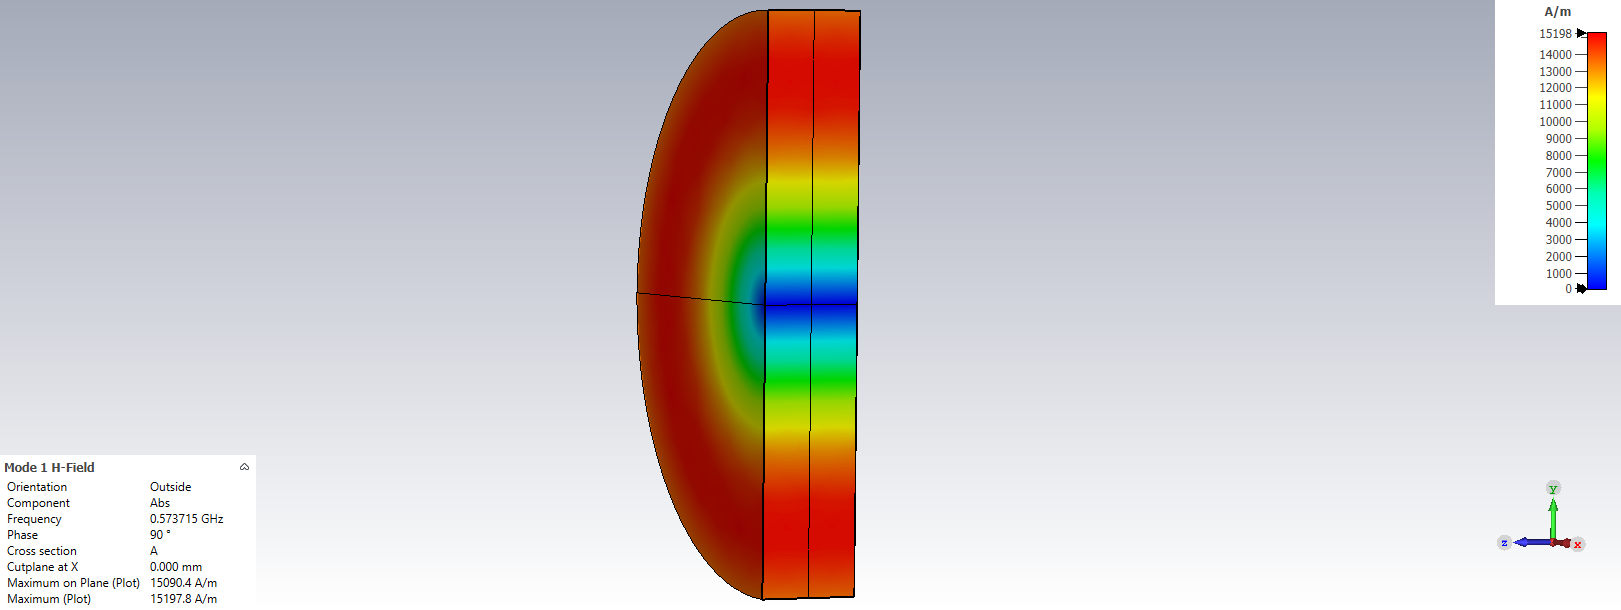 A/m
15198
14000
13000
12000
11000
10000
9000
8000
7000
6000
5000
4000
3000
2000
1000
0
Mode 1 H-Field
Orientation Outside
Component Abs
Frequency 0.573715 GHz
Phase 90 °
Cross section A
Cutplane at X 0.000 mm
Maximum on Plane (Plot) 15090.4 A/m
Maximum (Plot) 15197.8 A/m
y
z x